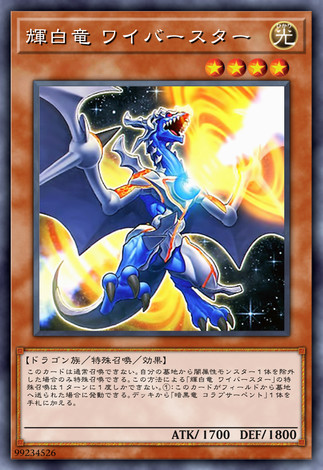 輝白竜 ワイバースター
光
【ドラゴン族／特殊召喚／効果】
このカードは通常召喚できない。自分の墓地から闇属性モンスター１体を除外
した場合のみ特殊召喚できる。この方法による「輝白竜 ワイバースター」の特殊
召喚は１ターンに１度しかできない。①：このカードがフィールドから墓地
へ送られた場合に発動できる。デッキから「暗黒竜 コラプサーペント」１体を
手札に加える。
ATK/1700 DEF/1800
99234526